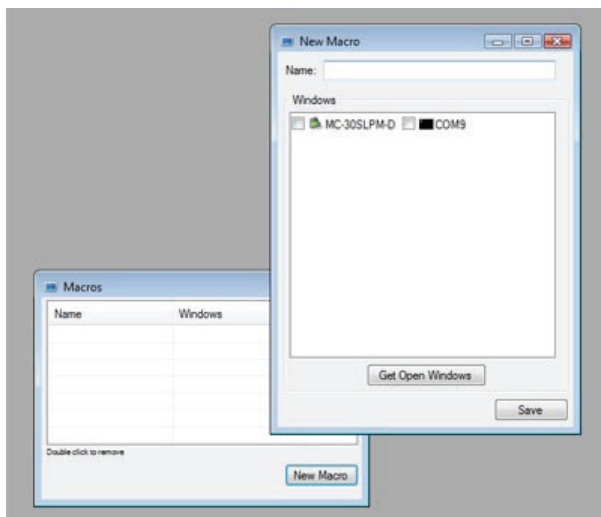 New Macro
Name:
Windows
MC-30SLPM-D COM9
Get Open Windows
Save
Macros
Name Windows
Double click to remove
New Macro